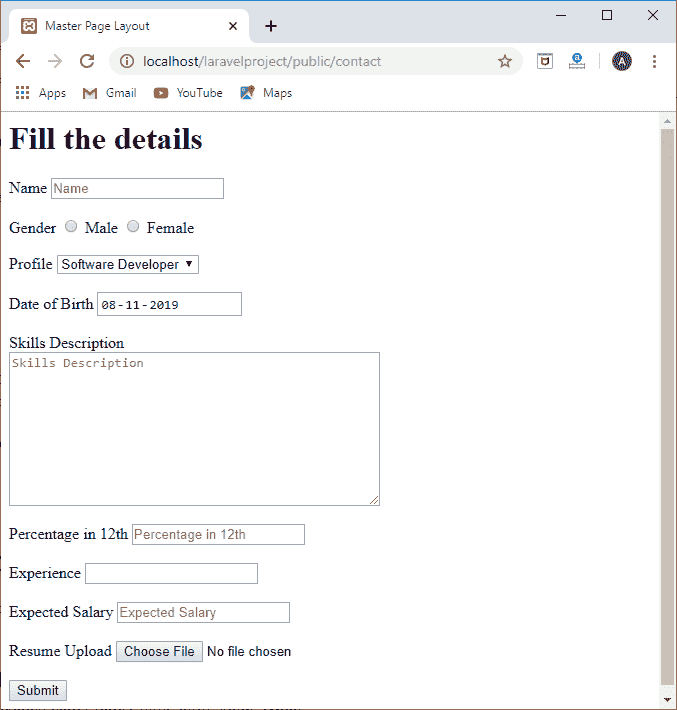 Master Page Layout
localhost/laravelproject/public/contact
Apps Gmail YouTube Maps
Fill the details
Name Name
Gender Male Female
Profile Software Developer
Date of Birth 08-11-2019
Skills Description
Skills Description
Percentage in 12th Percentage in 12th
Experience
Expected Salary Expected Salary
Resume Upload Choose File No file chosen
Submit